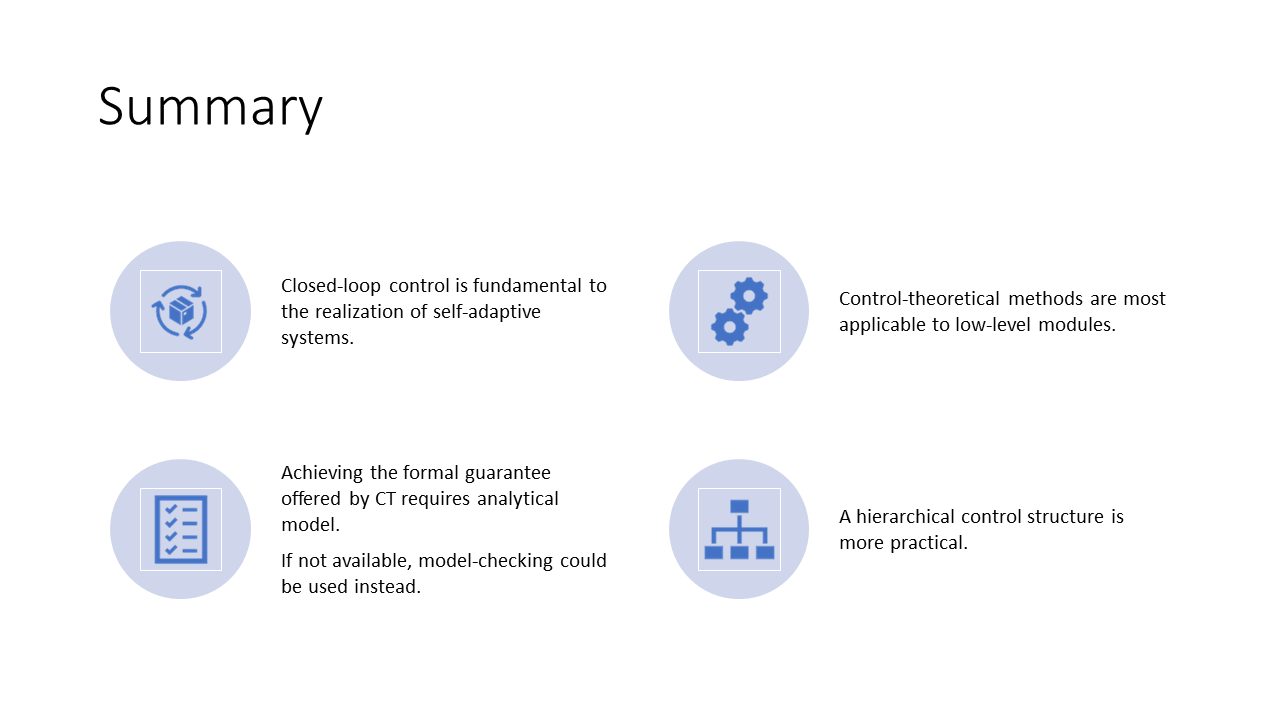 Summary
Closed-loop control is fundamental to
the realization of self-adaptive
systems.
Control-theoretical methods are most
applicable to low-level modules.
Achieving the formal guarantee
offered by CT requires analytical
model.
If not available, model-checking could
be used instead.
A hierarchical control structure is
more practical.